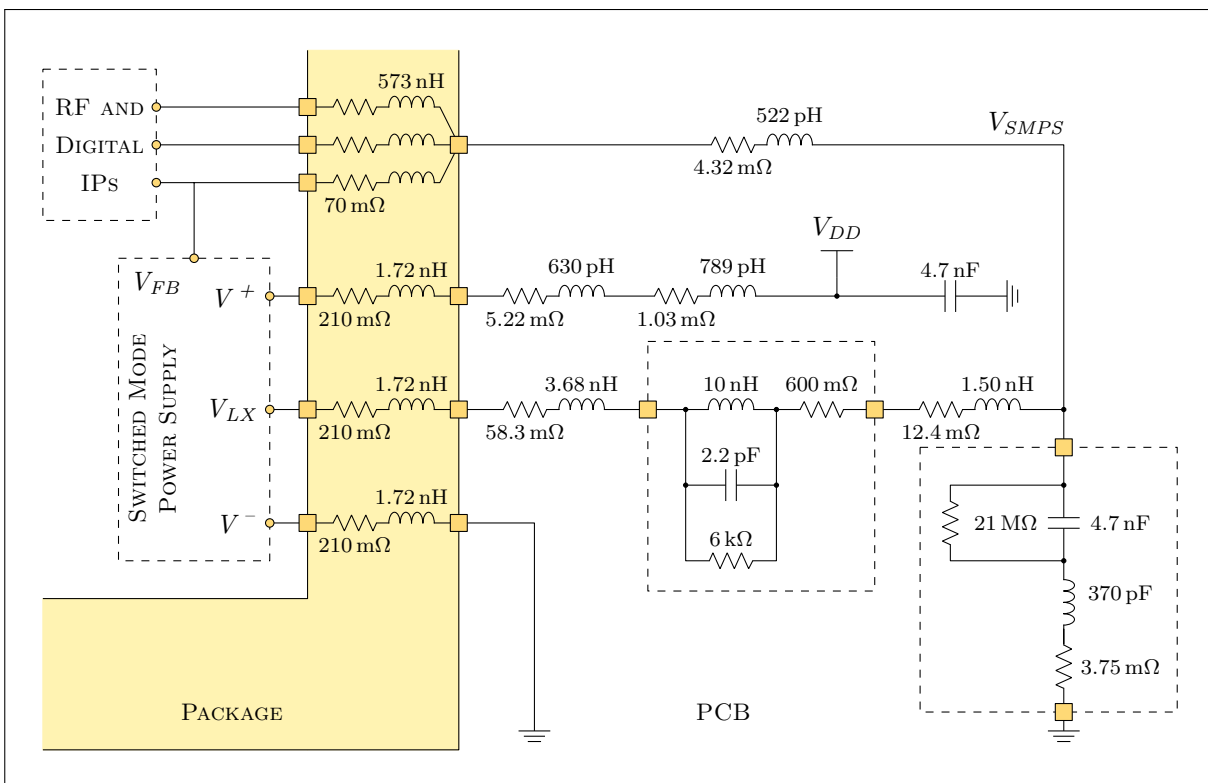 573 nH
522 pH
V_SMPS
RF AND
DIGITAL
4.32 mΩ
IPs
70 mΩ
V_DD
V_FB
V⁺
1.72 nH
630 pH
789 pH
4.7 nF
210 mΩ
5.22 mΩ
1.03 mΩ
SWITCHED MODE
POWER SUPPLY
V_LX
1.72 nH
3.68 nH
10 nH
600 mΩ
1.50 nH
210 mΩ
58.3 mΩ
12.4 mΩ
2.2 pF
V⁻
1.72 nH
210 mΩ
6 kΩ
21 MΩ
4.7 nF
370 pF
3.75 mΩ
PACKAGE
PCB